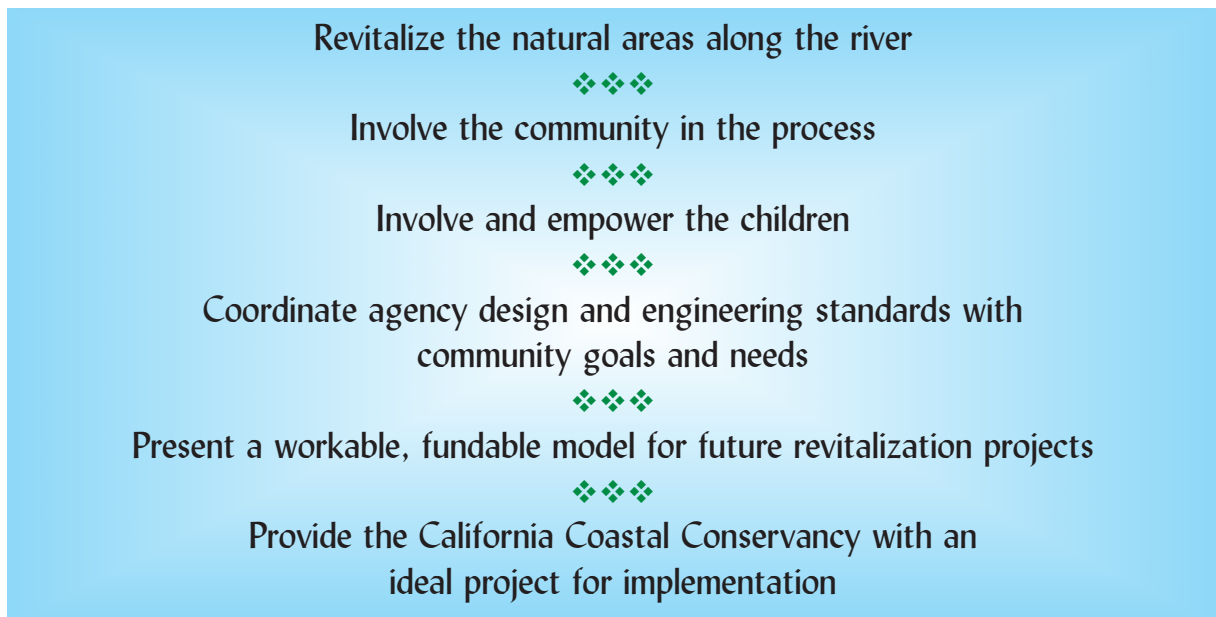 Revitalize the natural areas along the river
Involve the community in the process
Involve and empower the children
Coordinate agency design and engineering standards with
community goals and needs
Present a workable, fundable model for future revitalization projects
Provide the California Coastal Conservancy with an
ideal project for implementation